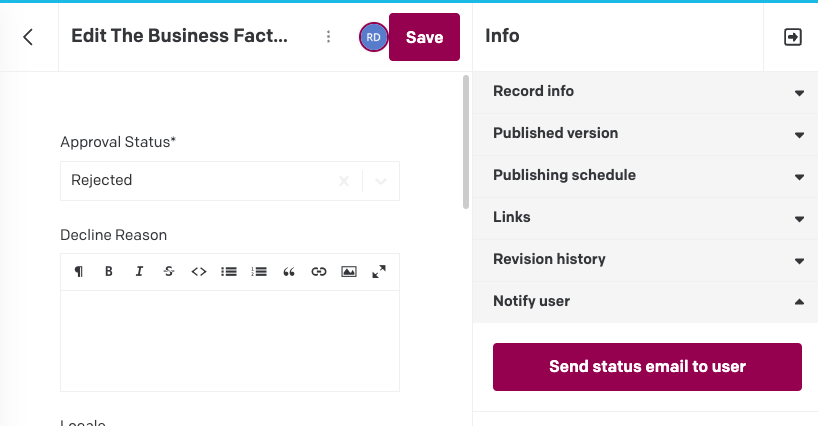 Edit The Business Fact...
RD
Save
Info
Approval Status*
Rejected
Decline Reason
Locale
Record info
Published version
Publishing schedule
Links
Revision history
Notify user
Send status email to user